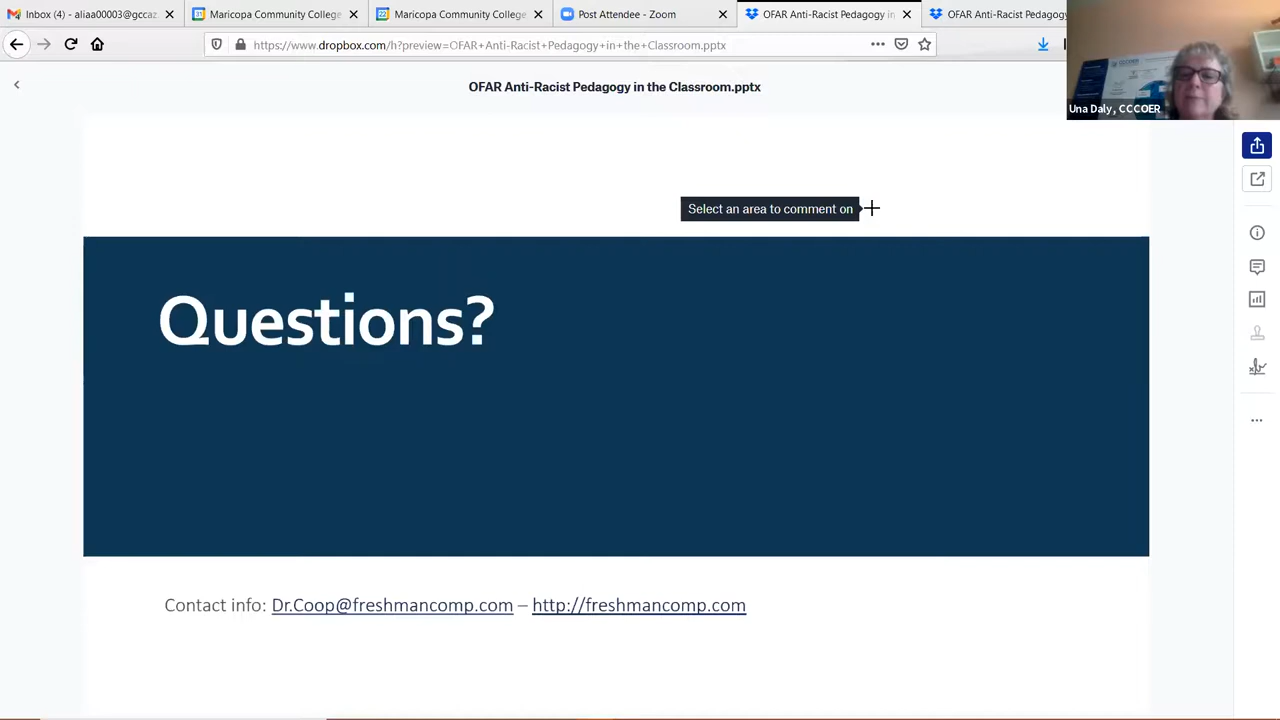 Inbox (4) - aliaa00003@gccaz
Maricopa Community College
Maricopa Community College
Post Attendee - Zoom
OFAR Anti-Racist Pedagogy in
OFAR Anti-Racist Pedagogy
https://www.dropbox.com/h?preview=OFAR+Anti-Racist+Pedagogy+in+the+Classroom.pptx
OFAR Anti-Racist Pedagogy in the Classroom.pptx
CCCOER
Una Daly, CCCOER
Select an area to comment on
Questions?
Contact info: Dr.Coop@freshmancomp.com – http://freshmancomp.com